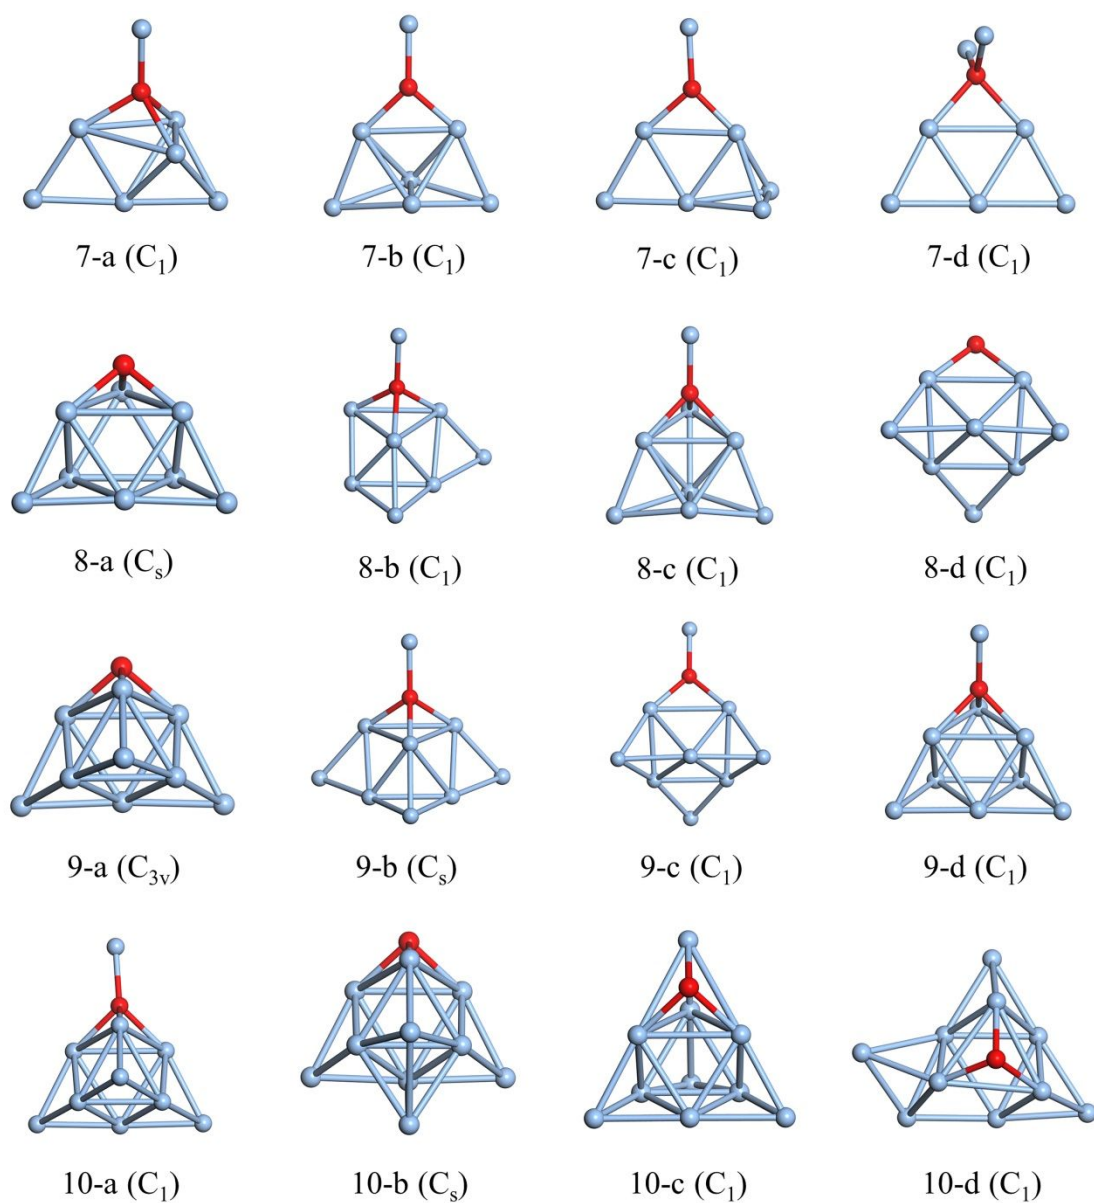 7-a (C₁) 7-b (C₁) 7-c (C₁) 7-d (C₁)
8-a (Cₛ) 8-b (C₁) 8-c (C₁) 8-d (C₁)
9-a (C₃ᵥ) 9-b (Cₛ) 9-c (C₁) 9-d (C₁)
10-a (C₁) 10-b (Cₛ) 10-c (C₁) 10-d (C₁)